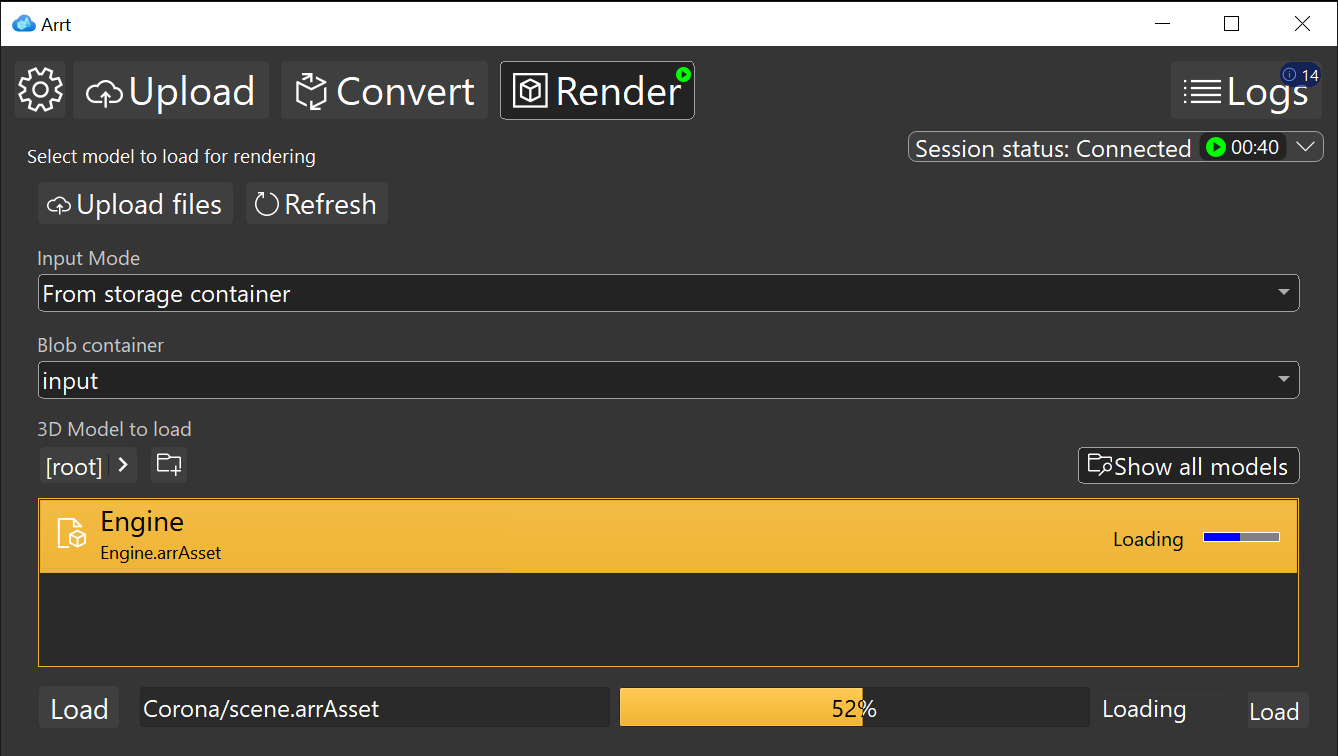 Arrt
Upload
Convert
Render
14
Logs
Select model to load for rendering
Session status: Connected 00:40
Upload files
Refresh
Input Mode
From storage container
Blob container
input
3D Model to load
[root]
Show all models
Engine
Engine.arrAsset
Loading
Load
Corona/scene.arrAsset
52%
Loading
Load